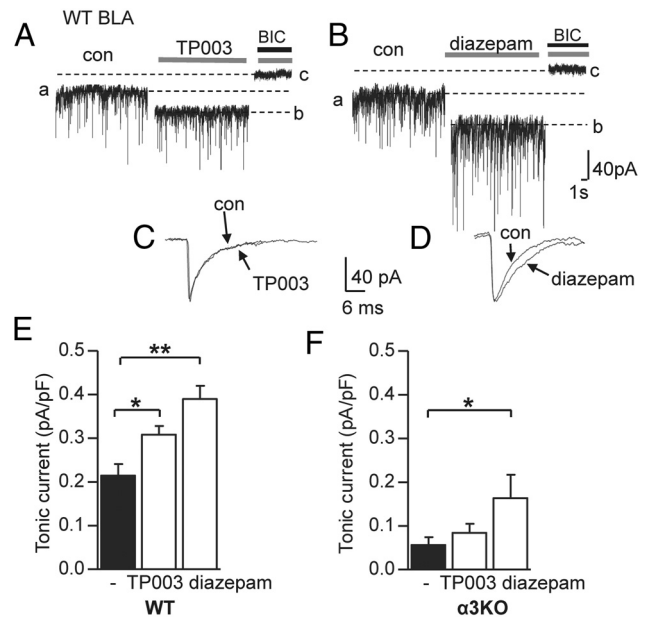 WT BLA
A
con
TP003
BIC
c
a
b
B
con
diazepam
BIC
c
a
b
40pA
1s
C
con
TP003
40 pA
6 ms
D
con
diazepam
E
Tonic current (pA/pF)
0.5
0.4
0.3
0.2
0.1
0.0
**
*
- TP003 diazepam
WT
F
Tonic current (pA/pF)
0.5
0.4
0.3
0.2
0.1
0.0
*
- TP003 diazepam
α3KO